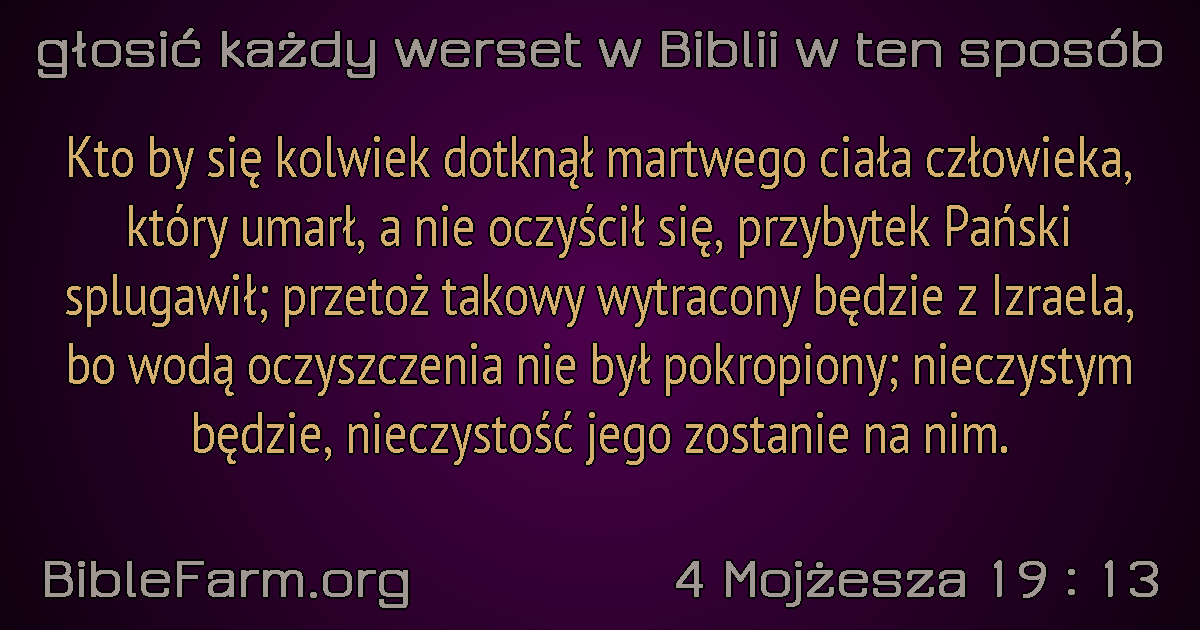 głosić każdy werset w Biblii w ten sposób
Kto by się kolwiek dotknął martwego ciała człowieka,
który umarł, a nie oczyścił się, przybytek Pański
splugawił; przetoż takowy wytracony będzie z Izraela,
bo wodą oczyszczenia nie był pokropiony; nieczystym
będzie, nieczystość jego zostanie na nim.
BibleFarm.org
4 Mojżesza 19 : 13